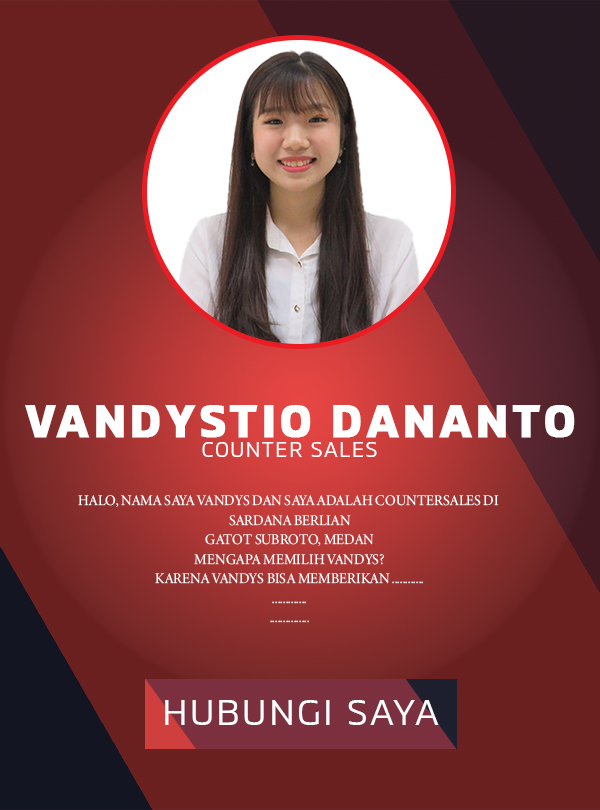 VANDYSTIO DANANTO
COUNTER SALES
HALO, NAMA SAYA VANDYS DAN SAYA ADALAH COUNTERSALES DI
SARDANA BERLIAN
GATOT SUBROTO, MEDAN
MENGAPA MEMILIH VANDYS?
KARENA VANDYS BISA MEMBERIKAN ............
.............
...............
HUBUNGI SAYA